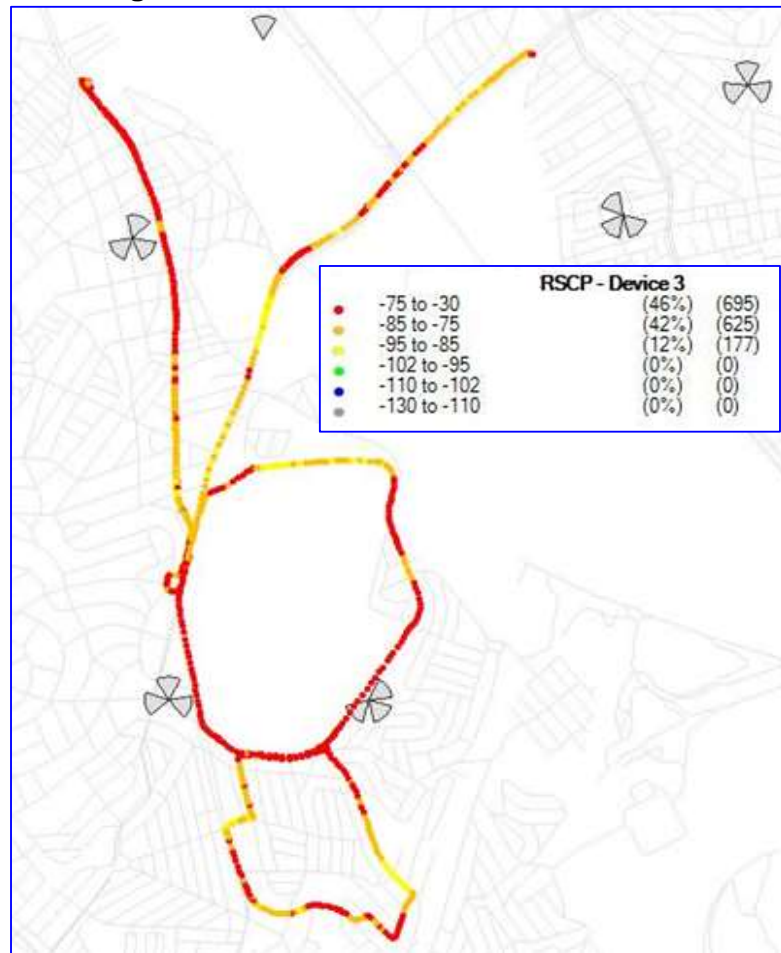 RSCP - Device 3
-75 to -30 (46%) (695)
-85 to -75 (42%) (625)
-95 to -85 (12%) (177)
-102 to -95 (0%) (0)
-110 to -102 (0%) (0)
-130 to -110 (0%) (0)